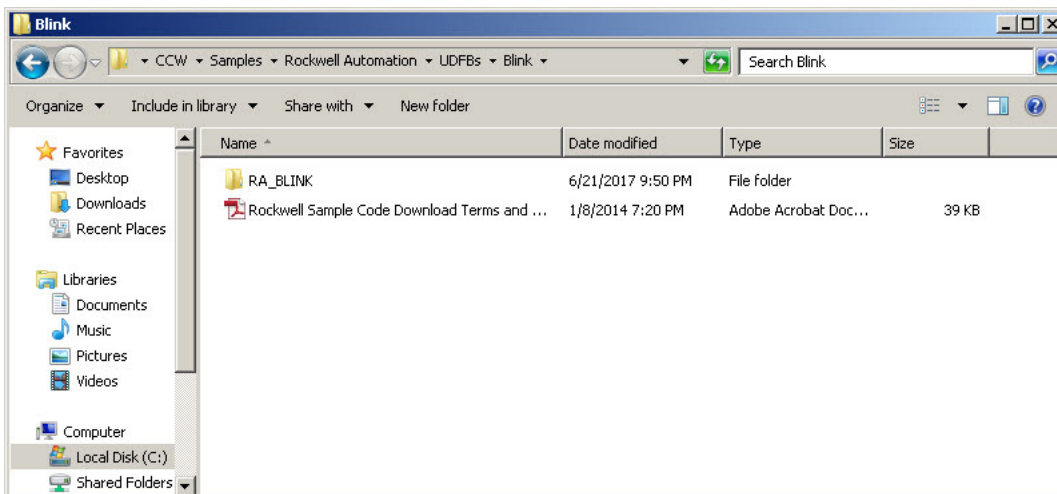 Blink
CCW Samples Rockwell Automation UDFBs Blink
Search Blink
Organize Include in library Share with New folder
Name Date modified Type Size
RA_BLINK 6/21/2017 9:50 PM File folder
Rockwell Sample Code Download Terms and ... 1/8/2014 7:20 PM Adobe Acrobat Doc... 39 KB
Favorites
Desktop
Downloads
Recent Places
Libraries
Documents
Music
Pictures
Videos
Computer
Local Disk (C:)
Shared Folders